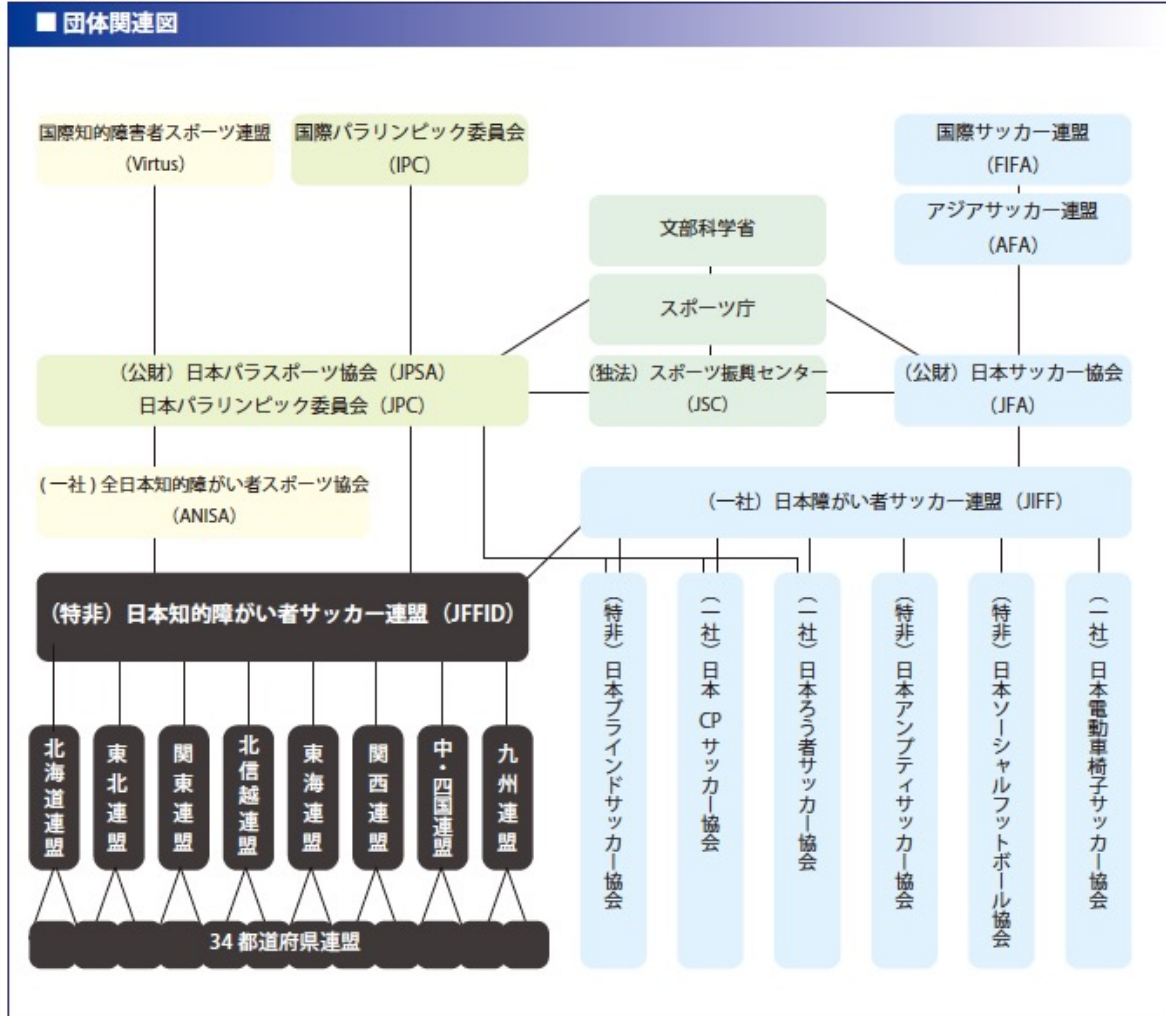 ■ 団体関連図
国際知的障害者スポーツ連盟
（Virtus）
国際パラリンピック委員会
（IPC）
国際サッカー連盟
（FIFA）
アジアサッカー連盟
（AFA）
文部科学省
スポーツ庁
（独法）スポーツ振興センター
（JSC）
（公財）日本パラスポーツ協会（JPSA）
日本パラリンピック委員会（JPC）
（公財）日本サッカー協会
（JFA）
(一社)全日本知的障がい者スポーツ協会
（ANISA）
（一社）日本障がい者サッカー連盟（JIFF）
（特非）日本知的障がい者サッカー連盟（JFFID）
北海道連盟
東北連盟
関東連盟
北信越連盟
東海連盟
関西連盟
中・四国連盟
九州連盟
34 都道府県連盟
（特非）日本ブラインドサッカー協会
（一社）日本 CP サッカー協会
（一社）日本ろう者サッカー協会
（特非）日本アンプティサッカー協会
（特非）日本ソーシャルフットボール協会
（一社）日本電動車椅子サッカー協会